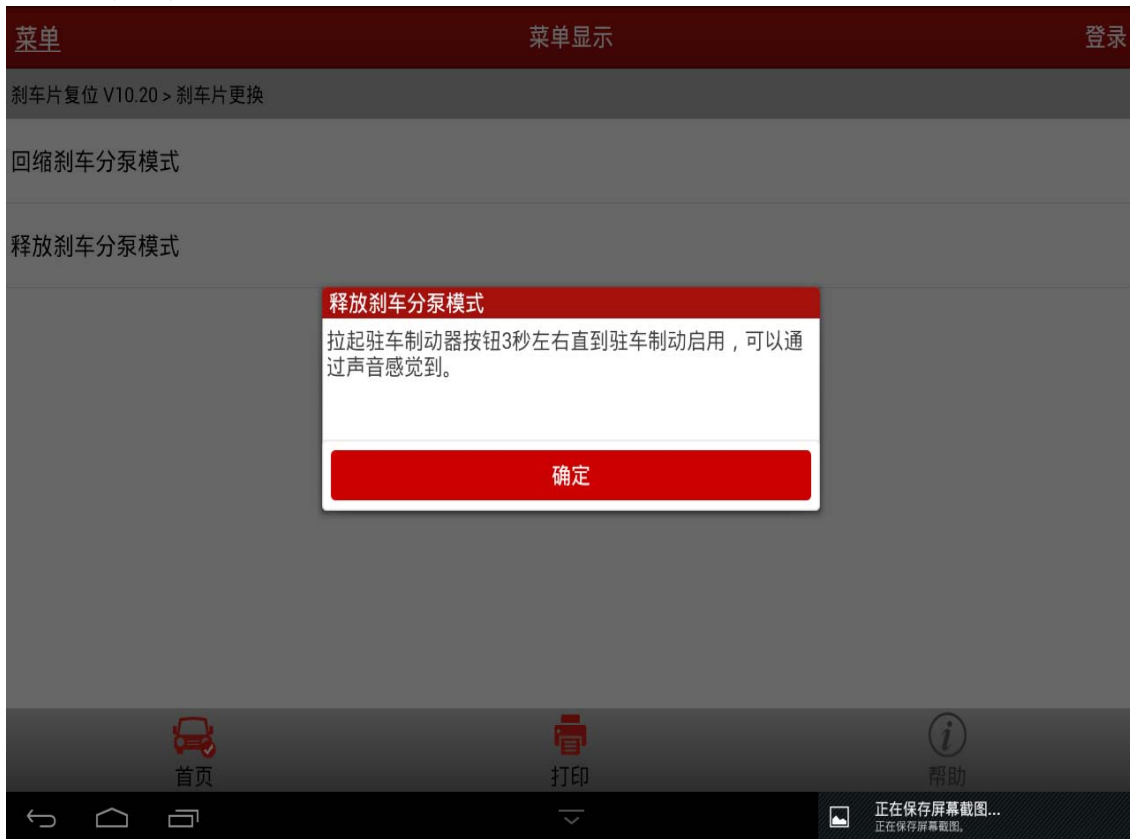 菜单 菜单显示 登录
刹车片复位 V10.20 > 刹车片更换
回缩刹车分泵模式
释放刹车分泵模式
释放刹车分泵模式
拉起驻车制动器按钮3秒左右直到驻车制动启用，可以通
过声音感觉到。
确定
首页 打印 帮助
正在保存屏幕截图...
正在保存屏幕截图。